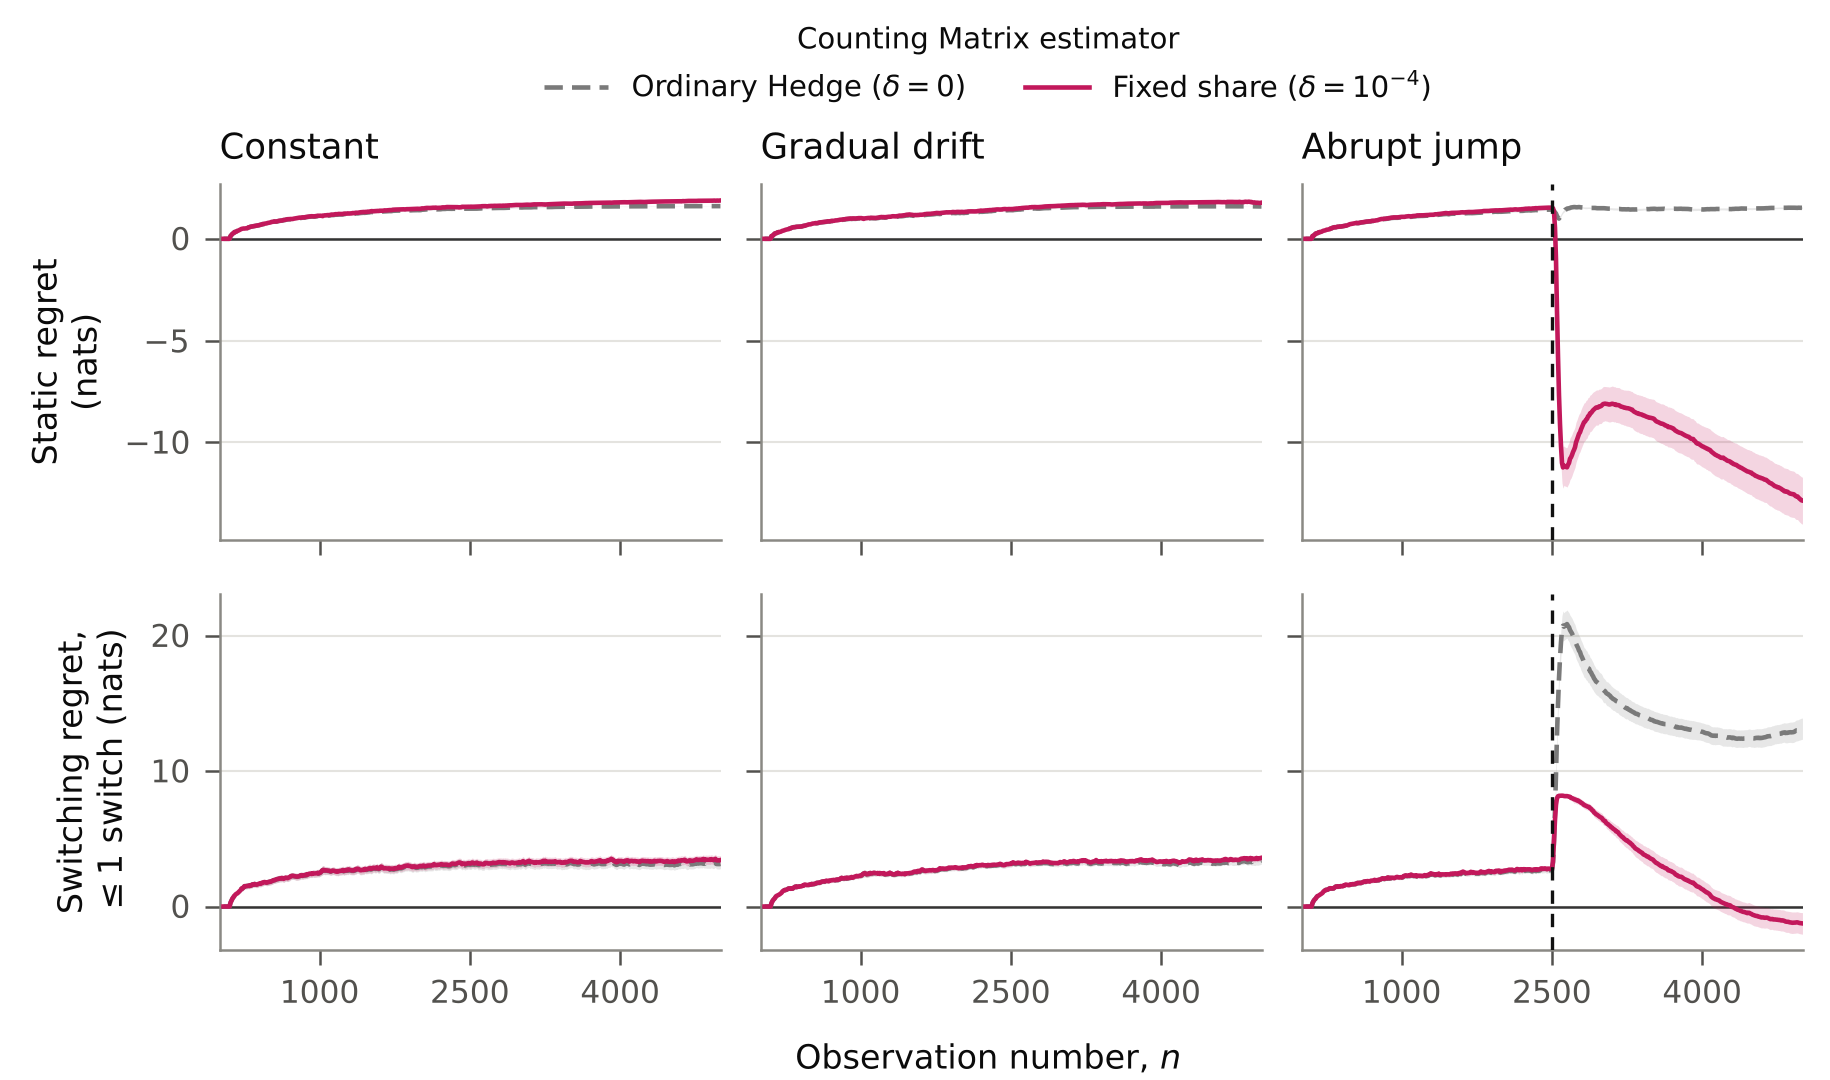 Counting Matrix estimator
Ordinary Hedge (δ = 0)
Fixed share (δ = 10⁻⁴)
Constant
Gradual drift
Abrupt jump
Static regret
(nats)
0
−5
−10
Switching regret,
≤ 1 switch (nats)
20
10
0
1000 2500 4000
1000 2500 4000
1000 2500 4000
Observation number, n